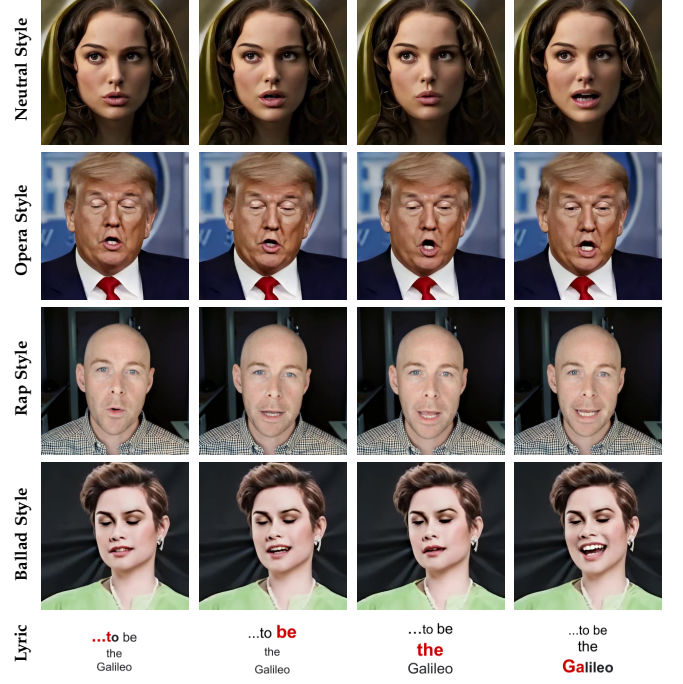 Neutral Style
Opera Style
W
S
Rap Style
Ballad Style
Lyric
...to be
the
Galileo
...to be
the
Galileo
...to be
the
Galileo
...to be
the
Galileo